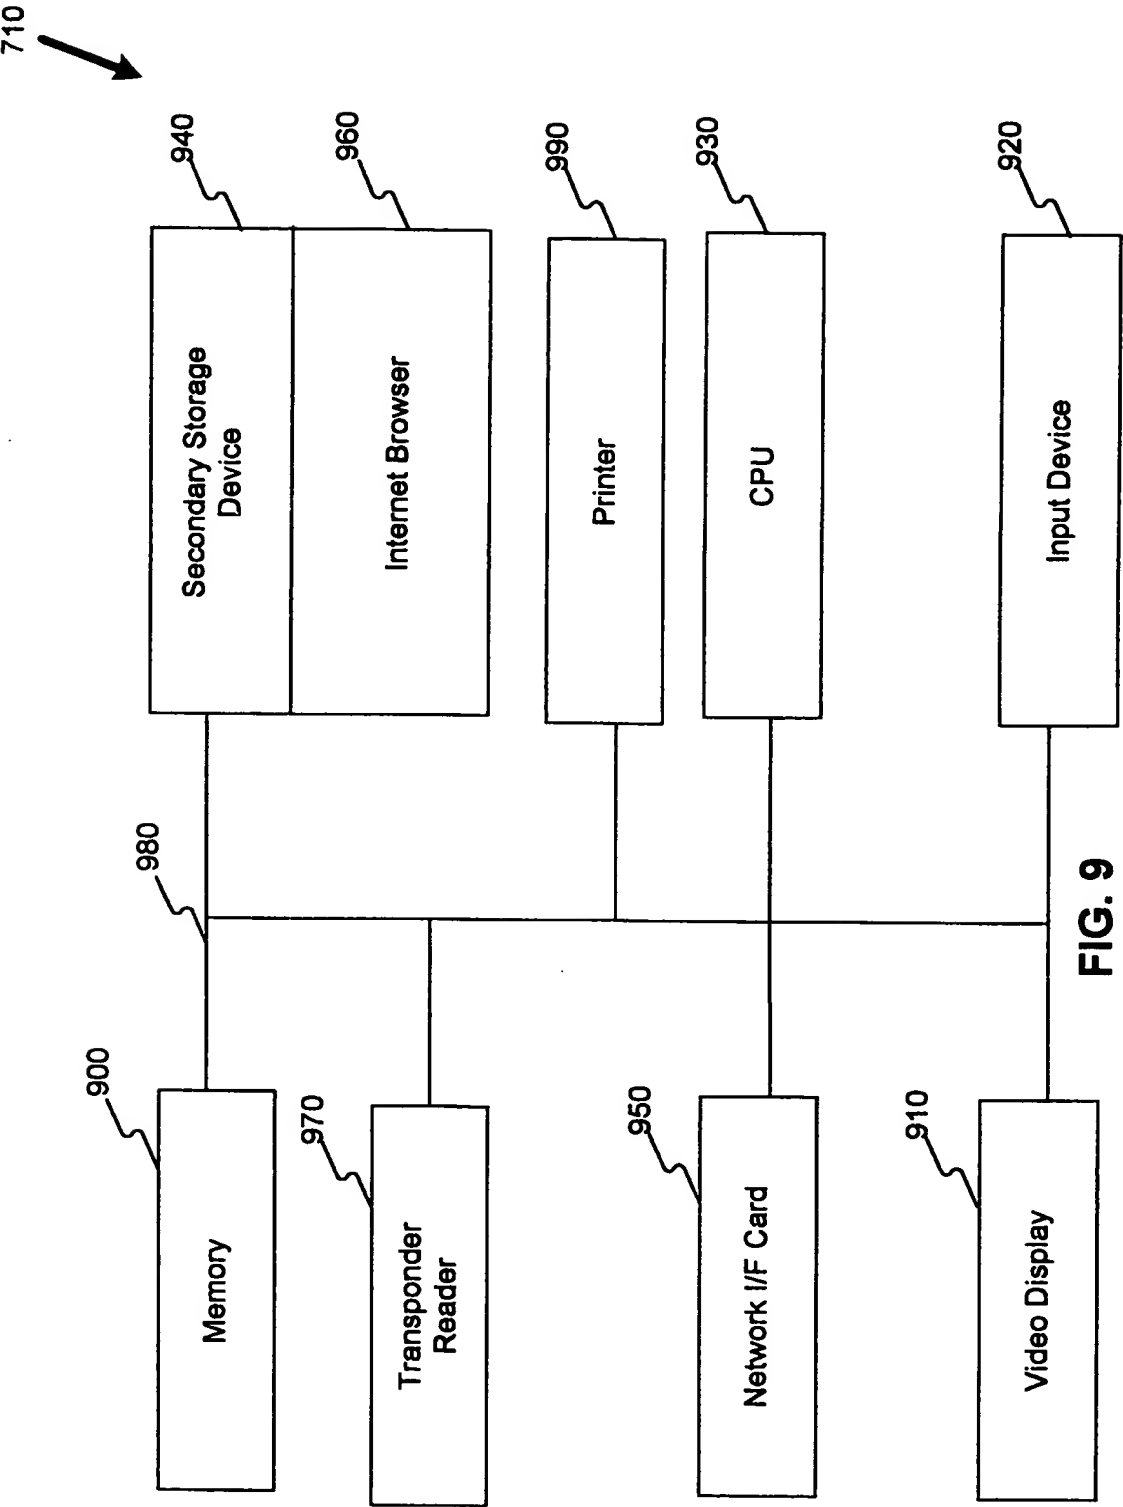 710
900
Memory
980
940
Secondary Storage
Device
960
Internet Browser
970
Transponder
Reader
990
Printer
950
Network I/F Card
930
CPU
910
Video Display
920
Input Device
FIG. 9